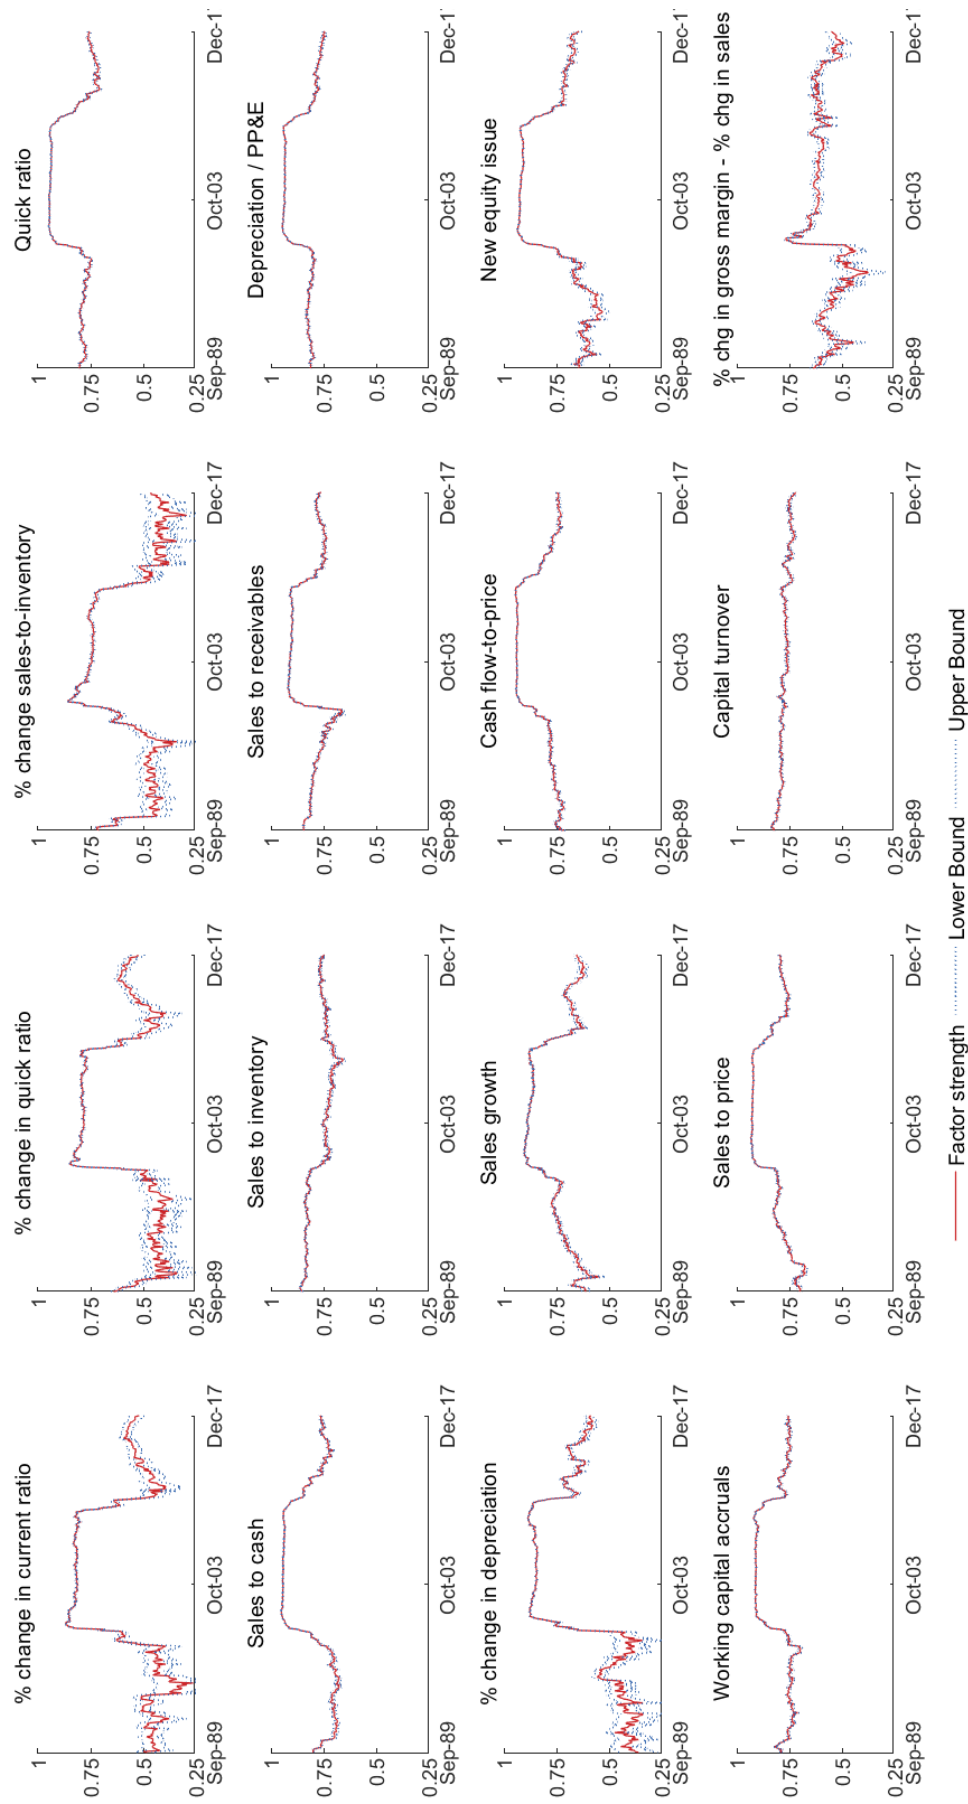 % change in current ratio
1
0.75
0.5
0.25
Sep-89 Oct-03 Dec-17
% change in quick ratio
1
0.75
0.5
0.25
Sep-89 Oct-03 Dec-17
% change sales-to-inventory
1
0.75
0.5
0.25
Sep-89 Oct-03 Dec-17
Quick ratio
1
0.75
0.5
0.25
Sep-89 Oct-03 Dec-1
Sales to cash
1
0.75
0.5
0.25
Sep-89 Oct-03 Dec-17
Sales to inventory
1
0.75
0.5
0.25
Sep-89 Oct-03 Dec-17
Sales to receivables
1
0.75
0.5
0.25
Sep-89 Oct-03 Dec-17
Depreciation / PP&E
1
0.75
0.5
0.25
Sep-89 Oct-03 Dec-1
% change in depreciation
1
0.75
0.5
0.25
Sep-89 Oct-03 Dec-17
Sales growth
1
0.75
0.5
0.25
Sep-89 Oct-03 Dec-17
Cash flow-to-price
1
0.75
0.5
0.25
Sep-89 Oct-03 Dec-17
New equity issue
1
0.75
0.5
0.25
Sep-89 Oct-03 Dec-1
Working capital accruals
1
0.75
0.5
0.25
Sep-89 Oct-03 Dec-17
Sales to price
1
0.75
0.5
0.25
Sep-89 Oct-03 Dec-17
Capital turnover
1
0.75
0.5
0.25
Sep-89 Oct-03 Dec-17
% chg in gross margin - % chg in sales
1
0.75
0.5
0.25
Sep-89 Oct-03 Dec-1
Factor strength Lower Bound Upper Bound